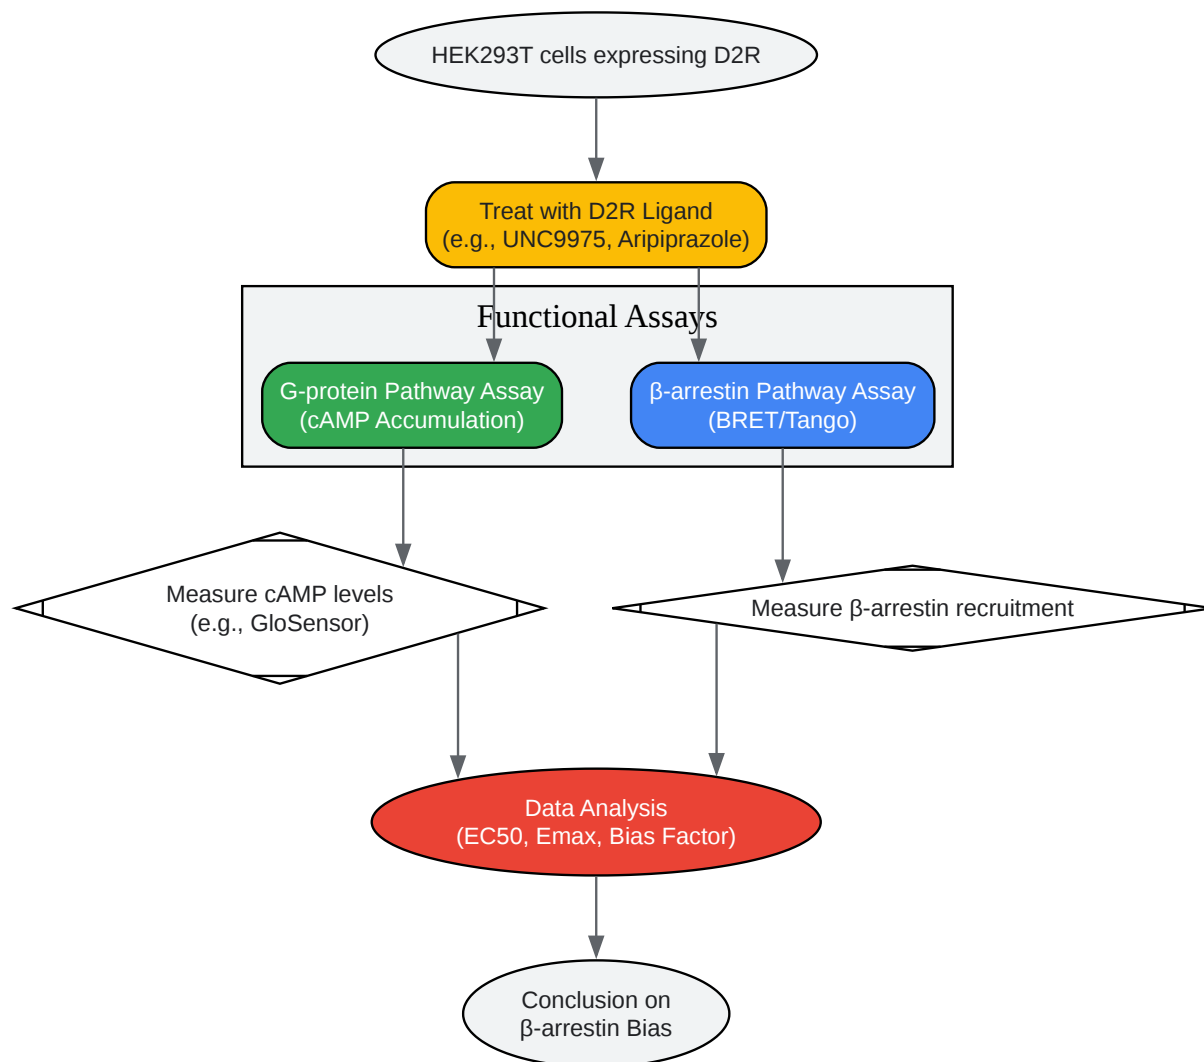 HEK293T cells expressing D2R
Treat with D2R Ligand
(e.g., UNC9975, Aripiprazole)
Functional Assays
G-protein Pathway Assay
(cAMP Accumulation)
β-arrestin Pathway Assay
(BRET/Tango)
Measure cAMP levels
(e.g., GloSensor)
Measure β-arrestin recruitment
Data Analysis
(EC50, Emax, Bias Factor)
Conclusion on
β-arrestin Bias